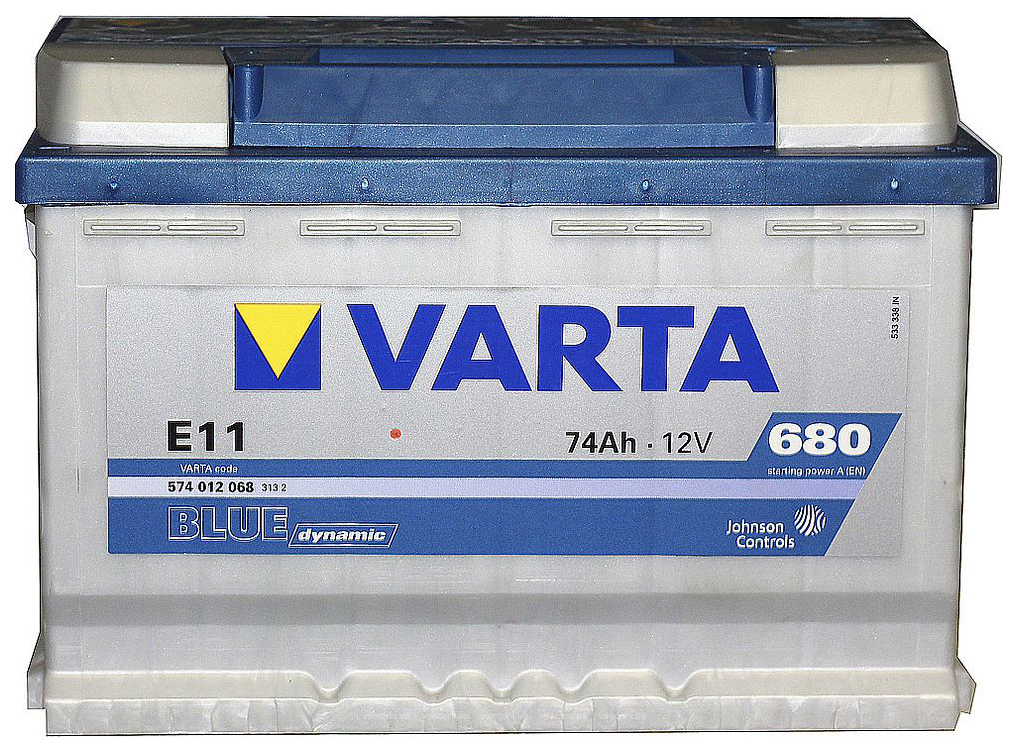 533 338 IN
VARTA
E11
74Ah · 12V
680
VARTA code
starting power A (EN)
574 012 068 313 2
BLUE dynamic
Johnson
Controls